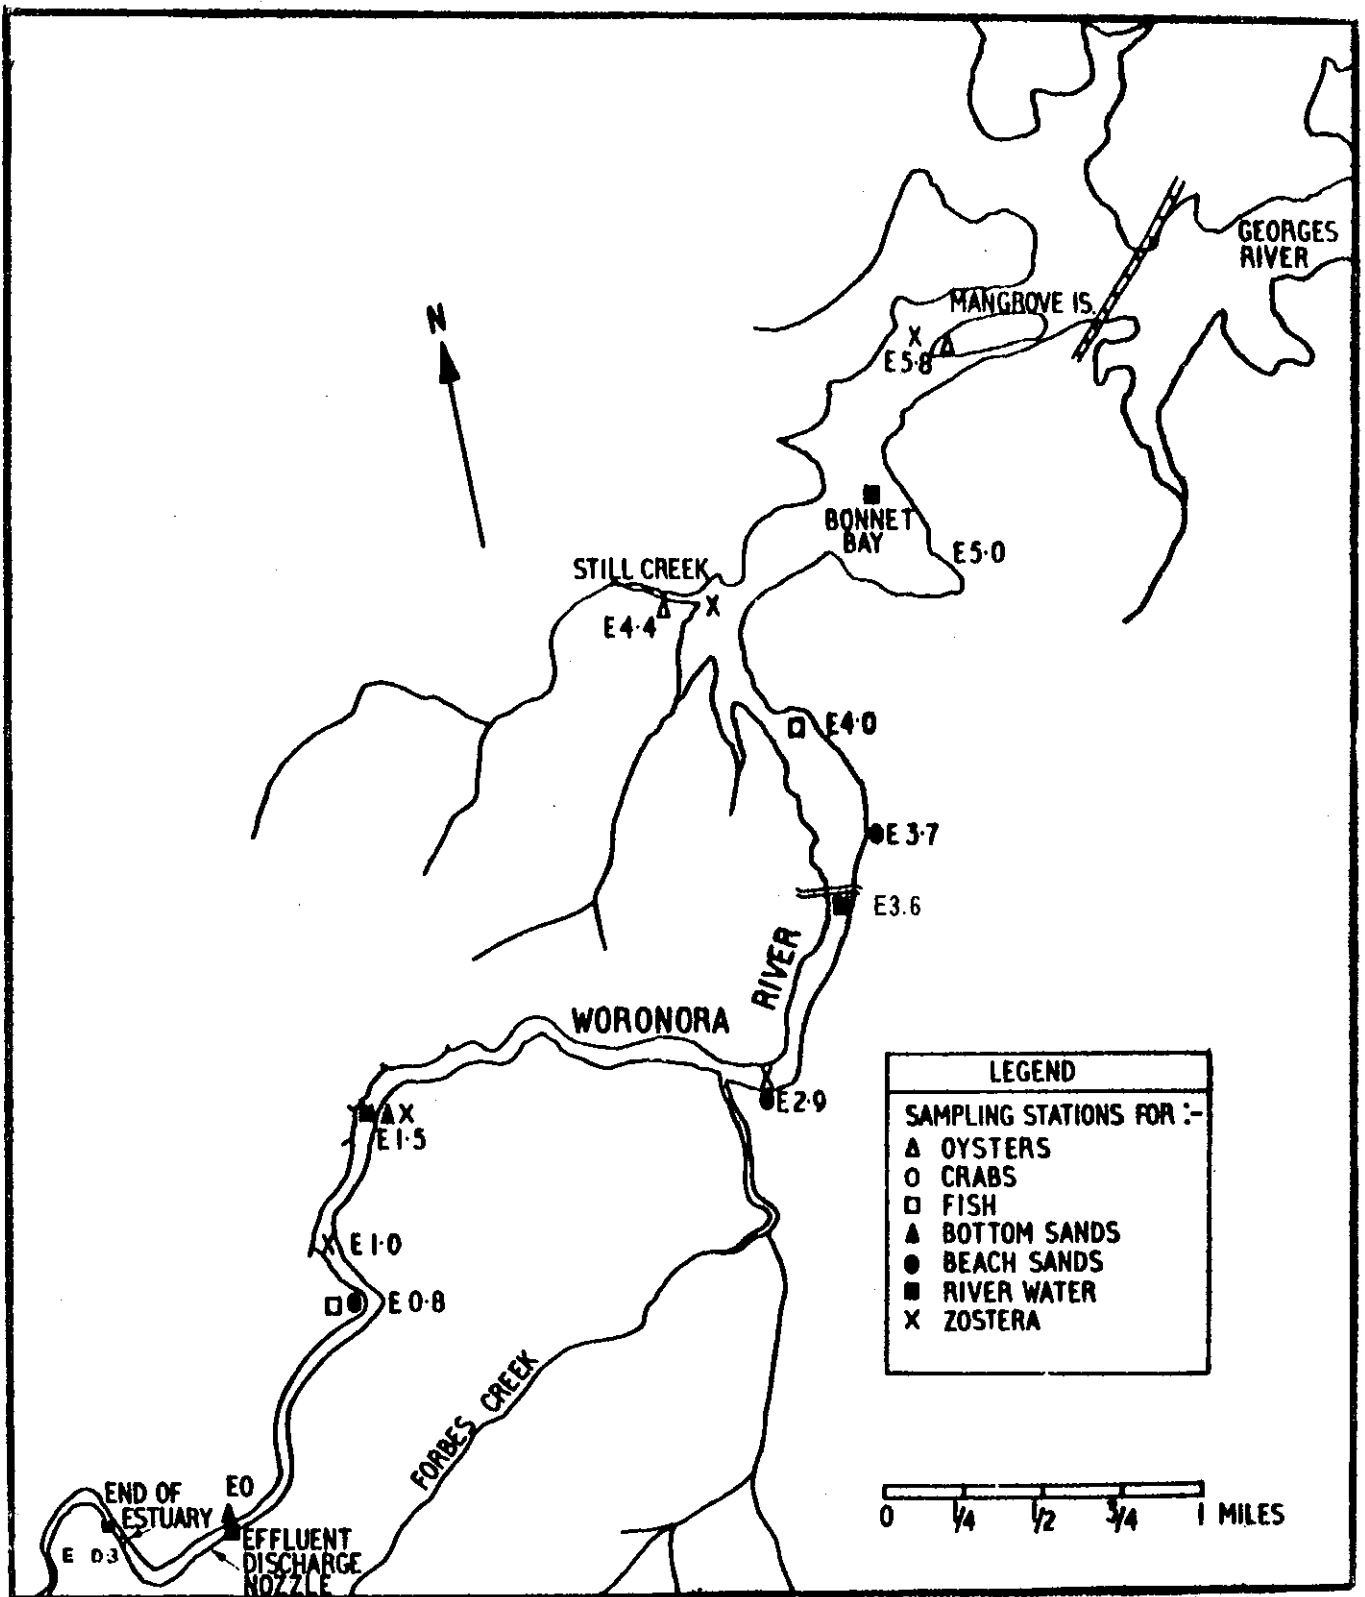 GEORGES
RIVER
MANGROVE IS.
N
E5·8
BONNET
BAY
E5·0
STILL CREEK
E4·4
E4·0
E3·7
E3.6
RIVER
WORONORA
E2·9
E1·5
E1·0
E0·8
FORBES CREEK
LEGEND
SAMPLING STATIONS FOR :-
OYSTERS
CRABS
FISH
BOTTOM SANDS
BEACH SANDS
RIVER WATER
X ZOSTERA
END OF
ESTUARY
E0
EFFLUENT
DISCHARGE
NOZZLE
0 1/4 1/2 3/4 1 MILES